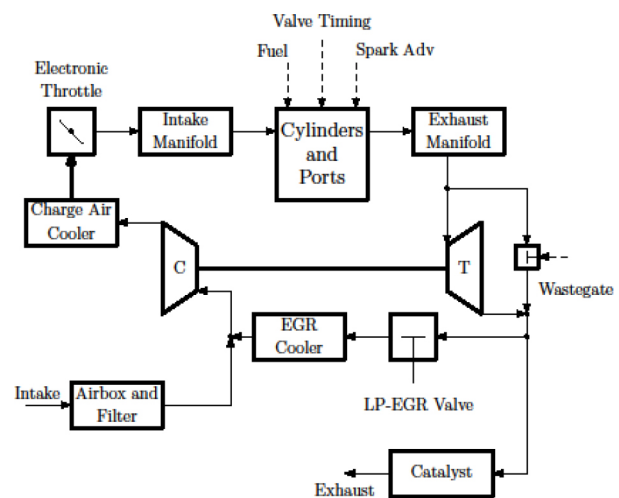 Valve Timing
Fuel
Spark Adv
Electronic
Throttle
Intake
Manifold
Cylinders
and
Ports
Exhaust
Manifold
Charge Air
Cooler
C
T
Wastegate
EGR
Cooler
LP-EGR Valve
Intake
Airbox and
Filter
Catalyst
Exhaust